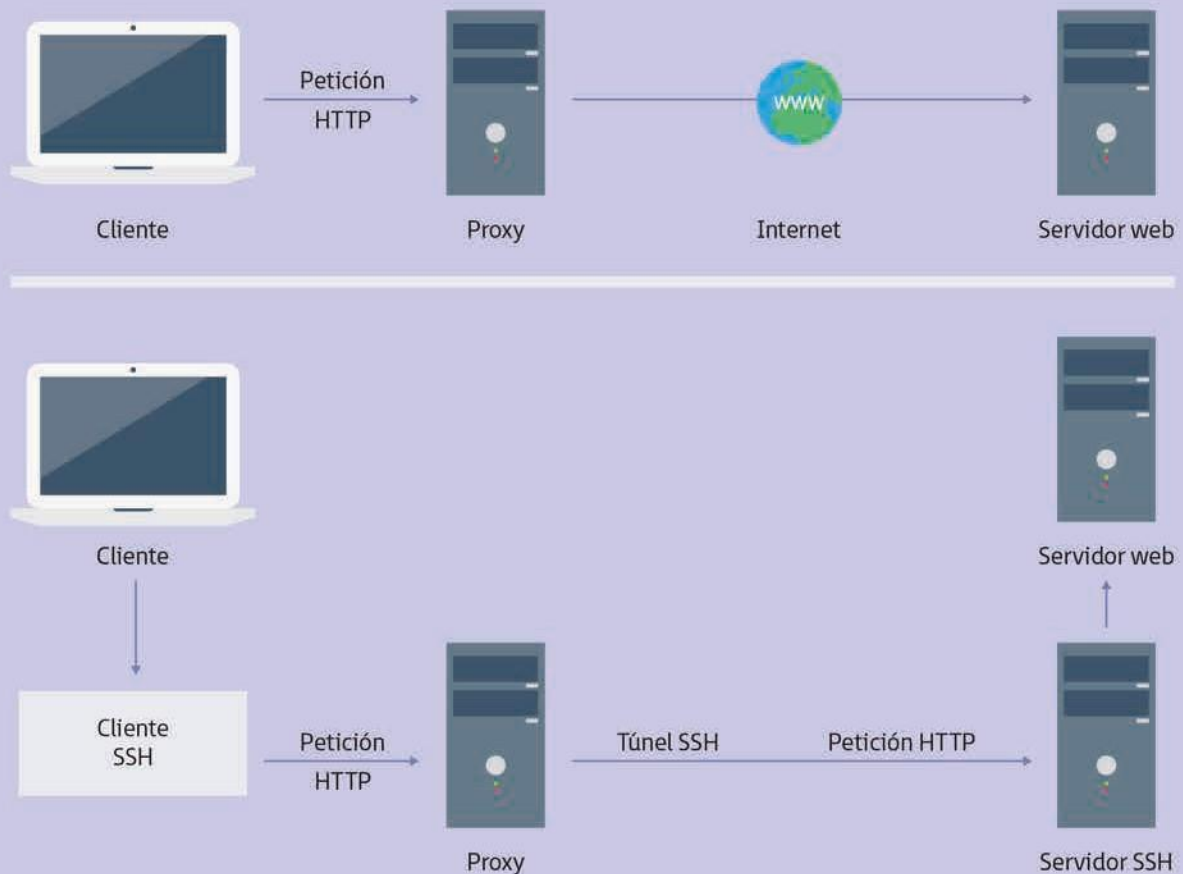 Petición
HTTP
www
Cliente
Proxy
Internet
Servidor web
Cliente
Servidor web
Cliente
SSH
Petición
HTTP
Túnel SSH
Petición HTTP
Proxy
Servidor SSH